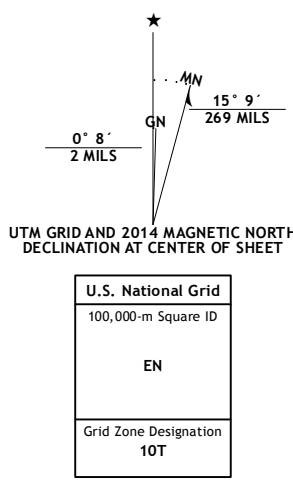 ★
MN
GN
15° 9´
269 MILS
0° 8´
2 MILS
UTM GRID AND 2014 MAGNETIC NORTH
DECLINATION AT CENTER OF SHEET
U.S. National Grid
100,000-m Square ID
EN
Grid Zone Designation
10T